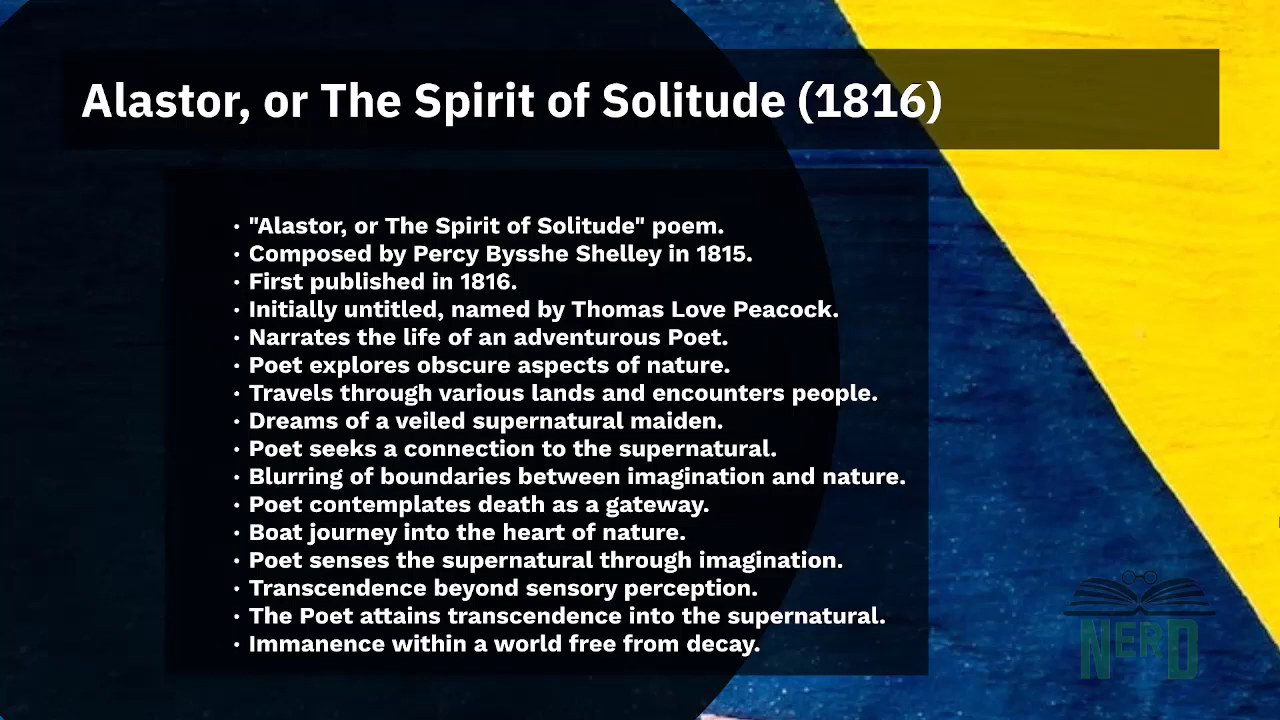 Alastor, or The Spirit of Solitude (1816)
• "Alastor, or The Spirit of Solitude" poem.
• Composed by Percy Bysshe Shelley in 1815.
• First published in 1816.
• Initially untitled, named by Thomas Love Peacock.
• Narrates the life of an adventurous Poet.
• Poet explores obscure aspects of nature.
• Travels through various lands and encounters people.
• Dreams of a veiled supernatural maiden.
• Poet seeks a connection to the supernatural.
• Blurring of boundaries between imagination and nature.
• Poet contemplates death as a gateway.
• Boat journey into the heart of nature.
• Poet senses the supernatural through imagination.
• Transcendence beyond sensory perception.
• The Poet attains transcendence into the supernatural.
• Immanence within a world free from decay.
NERD